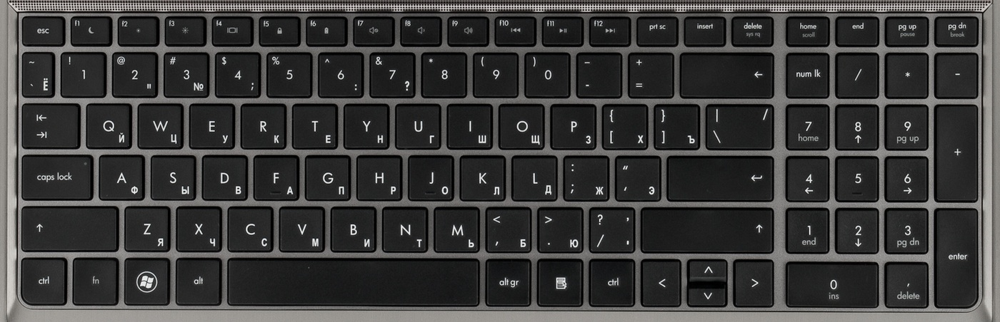 esc f1 f2 f3 f4 f5 f6 f7 f8 f9 f10 f11 f12 prt sc insert delete home end pg up pg dn
sys rq scroll pause break
~ ! @ # $ % ^ & * ( ) _ +
1 2 3 4 5 6 7 8 9 0 ← num lk / * -
` Ё " № ; : ? - =
|← { } | /
Q W E R T Y U I O P 7 8 9
→| Й Ц У К Е Н Г Ш Щ З [ Х ] Ъ \ home ↑ pg up
+
: "
caps lock A S D F G H J K L ↵ 4 5 6
Ф Ы В А П Р О Л Д ; Ж ' Э ← →
< > ? ,
↑ Z X C V B N M ↑ 1 2 3
Я Ч С М И Т Ь , Б . Ю / . end ↓ pg dn
enter
ctrl fn alt alt gr ctrl < ^ v > 0 ,
ins delete